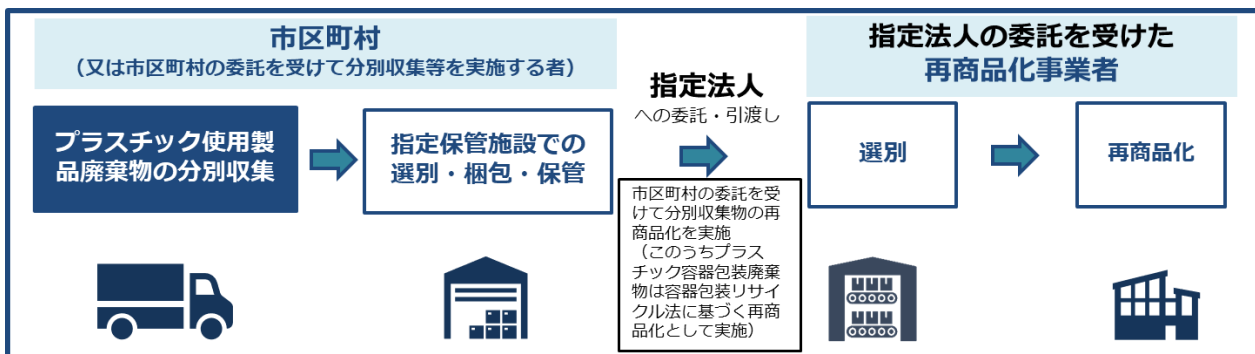 市区町村
（又は市区町村の委託を受けて分別収集等を実施する者）
プラスチック使用製
品廃棄物の分別収集
指定保管施設での
選別・梱包・保管
指定法人
への委託・引渡し
市区町村の委託を受
けて分別収集物の再
商品化を実施
（このうちプラス
チック容器包装廃棄
物は容器包装リサイ
クル法に基づく再商
品化として実施）
指定法人の委託を受けた
再商品化事業者
選別
再商品化